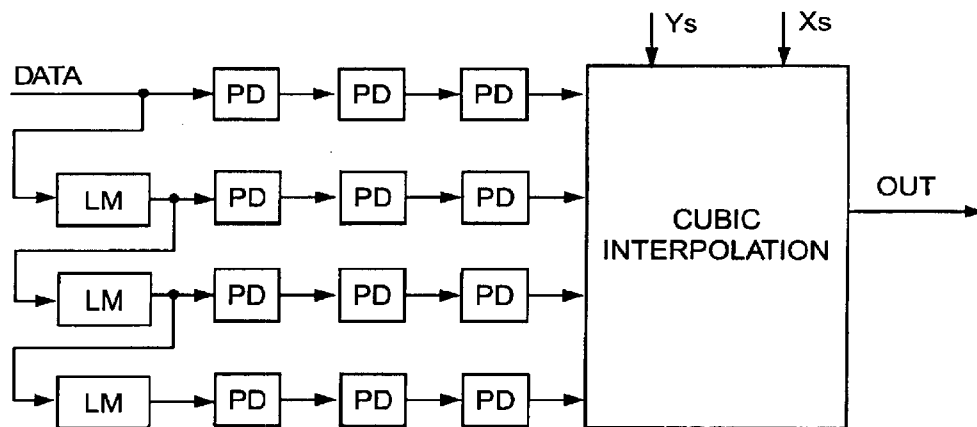 Ys Xs
DATA
PD PD PD
LM PD PD PD
OUT
CUBIC
INTERPOLATION
LM PD PD PD
LM PD PD PD